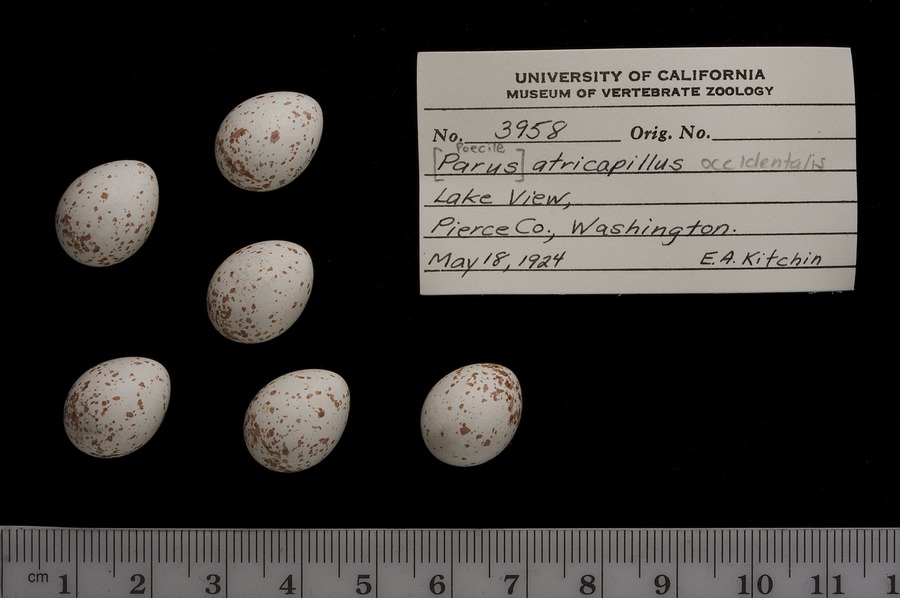 UNIVERSITY OF CALIFORNIA
MUSEUM OF VERTEBRATE ZOOLOGY
No. 3958 Orig. No.
Poecile
[Parus] atricapillus occidentalis
Lake View,
Pierce Co., Washington.
May 18, 1924 E.A. Kitchin
cm 1 2 3 4 5 6 7 8 9 10 11 1